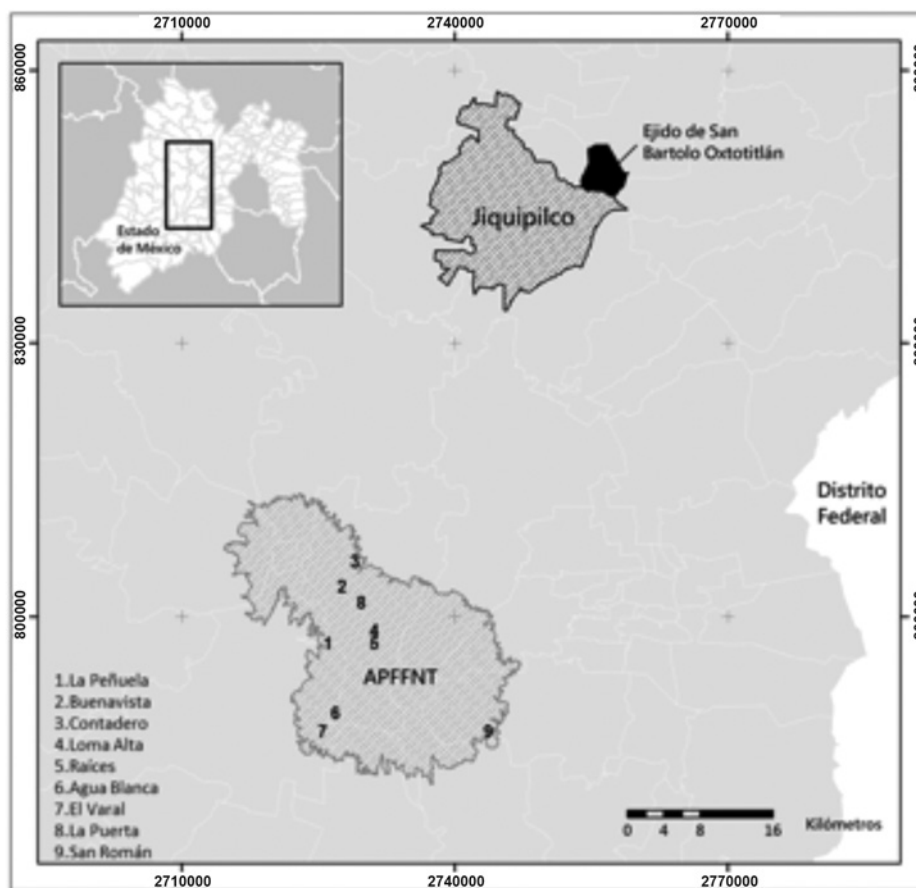 2710000 2740000 2770000
860000
Ejido de San
Bartolo Oxtotitlán
Jiquipilco
Estado
de México
830000
Distrito
Federal
3
2
8
800000
4
1 5
APFFNT
6
7 9
1.La Peñuela
2.Buenavista
3.Contadero
4.Loma Alta
5.Raíces
6.Agua Blanca
7.El Varal
8.La Puerta
9.San Román
0 4 8 16 Kilómetros
2710000 2740000 2770000